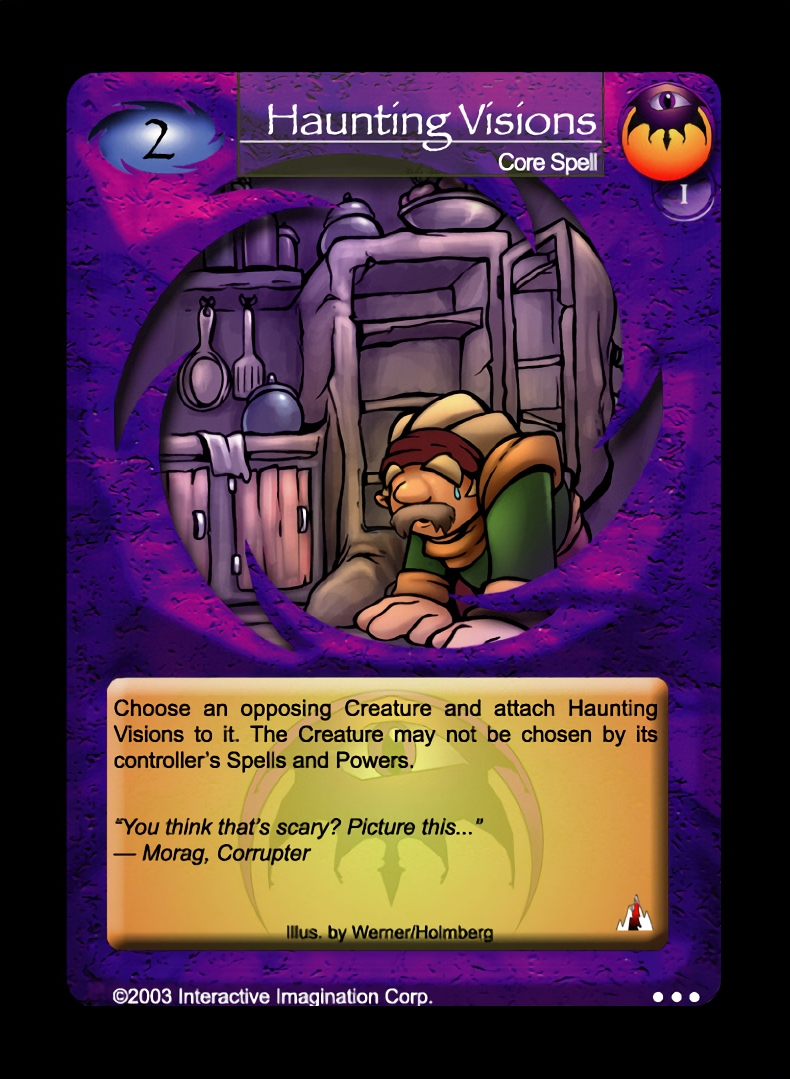 2
Haunting Visions
Core Spell
I
Choose an opposing Creature and attach Haunting
Visions to it. The Creature may not be chosen by its
controller's Spells and Powers.
“You think that's scary? Picture this...”
— Morag, Corrupter
Illus. by Werner/Holmberg
©2003 Interactive Imagination Corp.